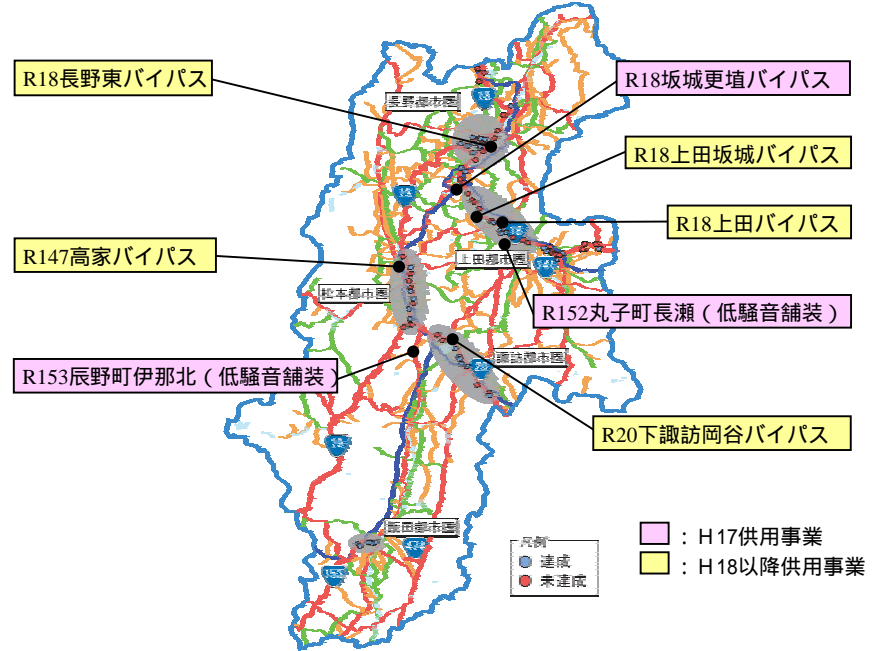 R18長野東バイパス
R18坂城更埴バイパス
長野都市圏
18
R18上田坂城バイパス
19
R18上田バイパス
18
R147高家バイパス
上田都市圏
141
松本都市圏
R152丸子町長瀬（低騒音舗装）
諏訪都市圏
20
R153辰野町伊那北（低騒音舗装）
R20下諏訪岡谷バイパス
飯田都市圏
153
凡例
達成
未達成
：H17供用事業
：H18以降供用事業